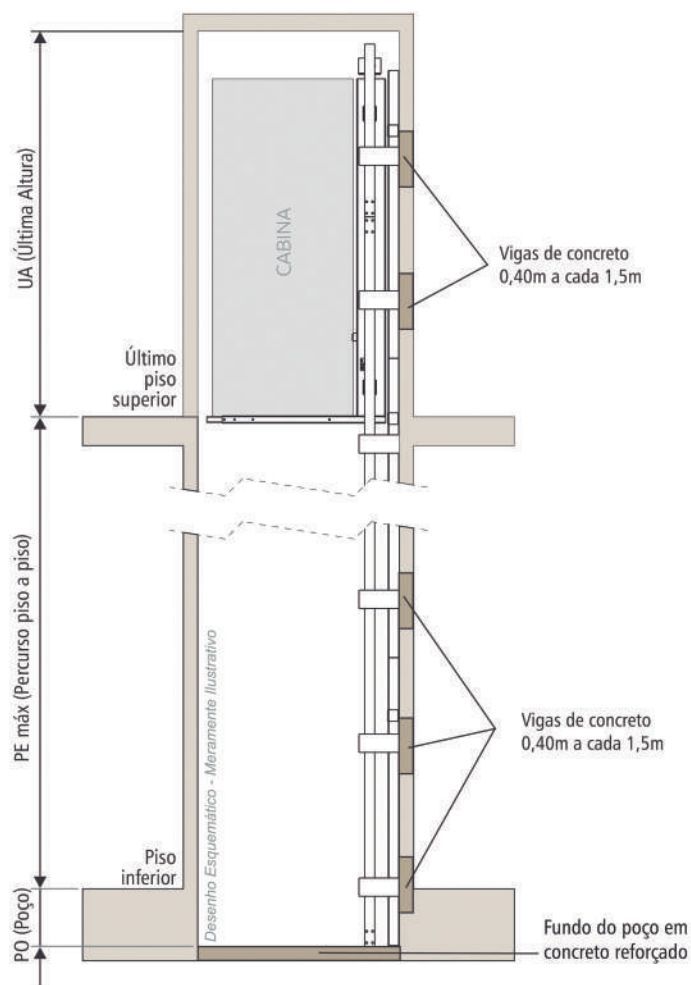 UA (Última Altura)
CABINA
Vigas de concreto
0,40m a cada 1,5m
Último
piso
superior
PE máx (Percurso piso a piso)
Desenho Esquemático - Meramente Ilustrativo
Vigas de concreto
0,40m a cada 1,5m
Piso
inferior
PO (Poço)
Fundo do poço em
concreto reforçado